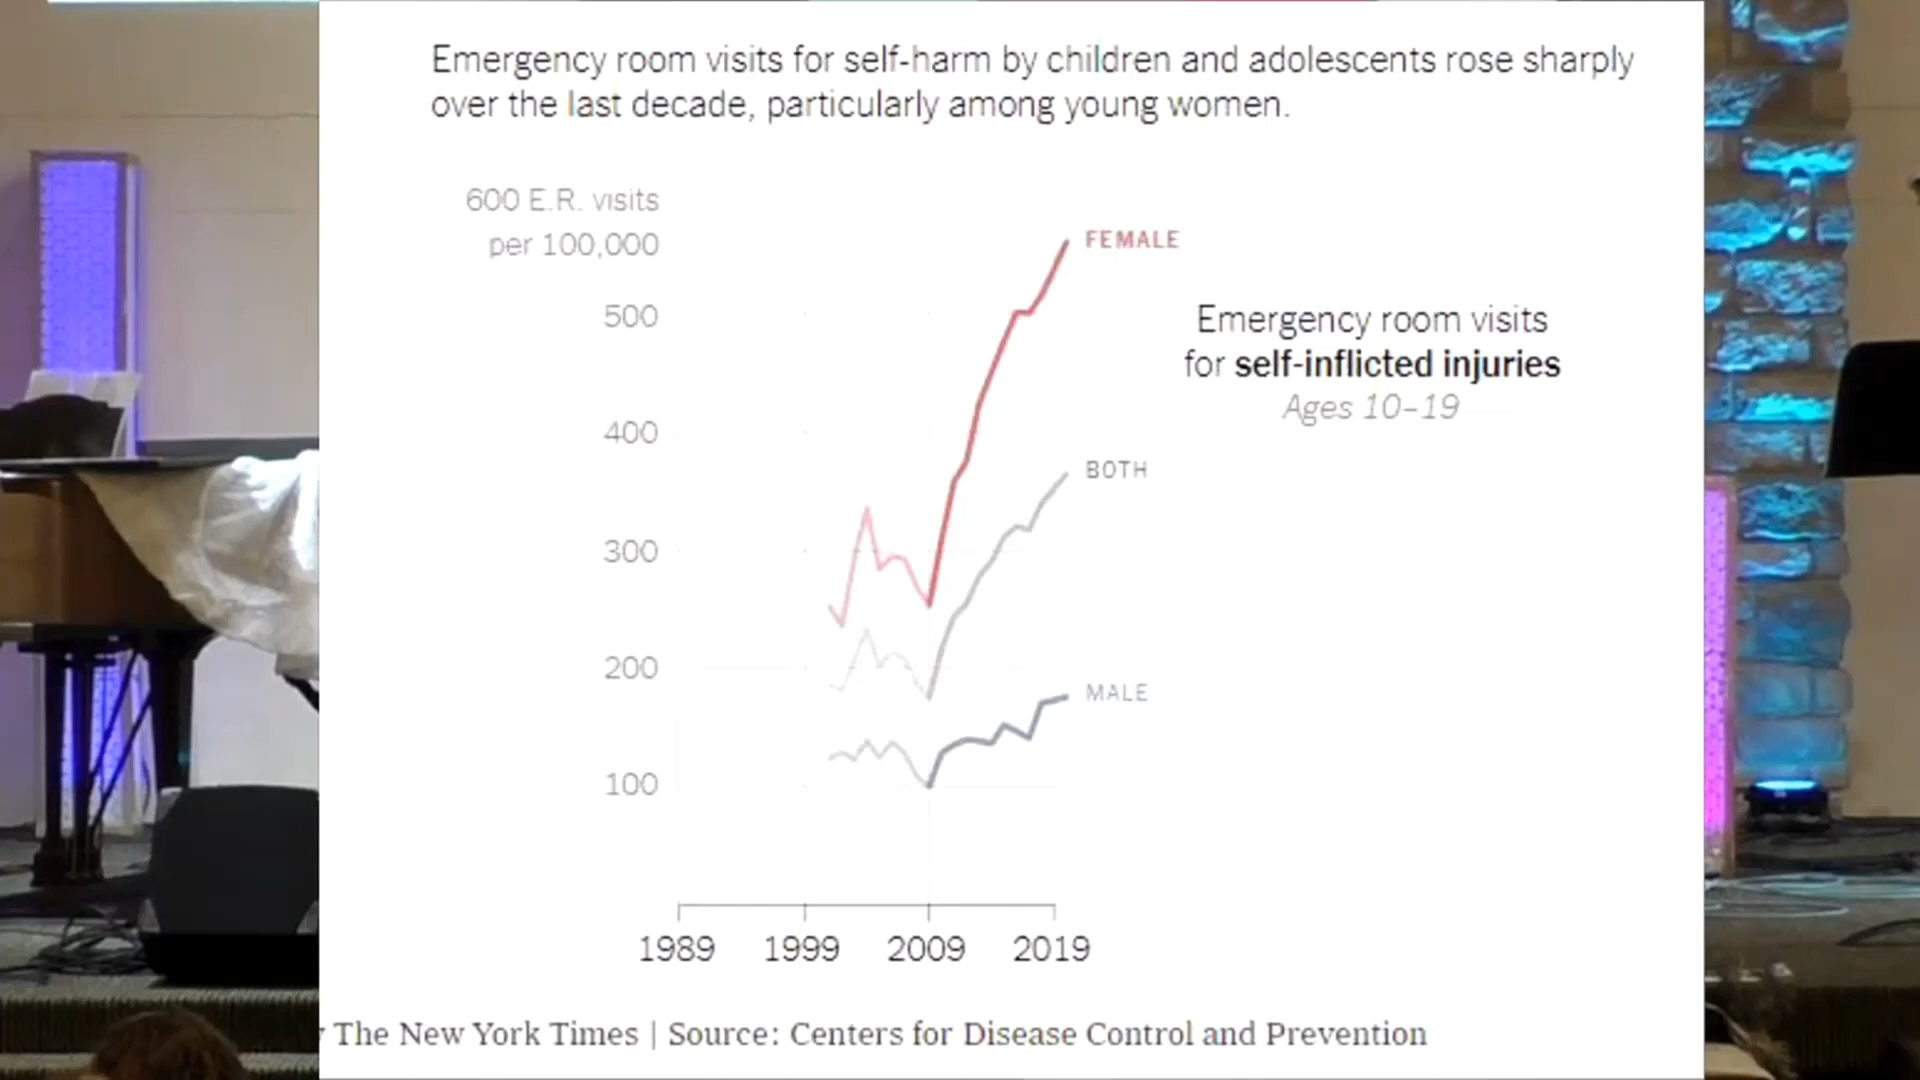 Emergency room visits for self-harm by children and adolescents rose sharply
over the last decade, particularly among young women.
600 E.R. visits
per 100,000
FEMALE
500
Emergency room visits
for self-inflicted injuries
Ages 10–19
400
BOTH
300
200
MALE
100
1989 1999 2009 2019
The New York Times | Source: Centers for Disease Control and Prevention